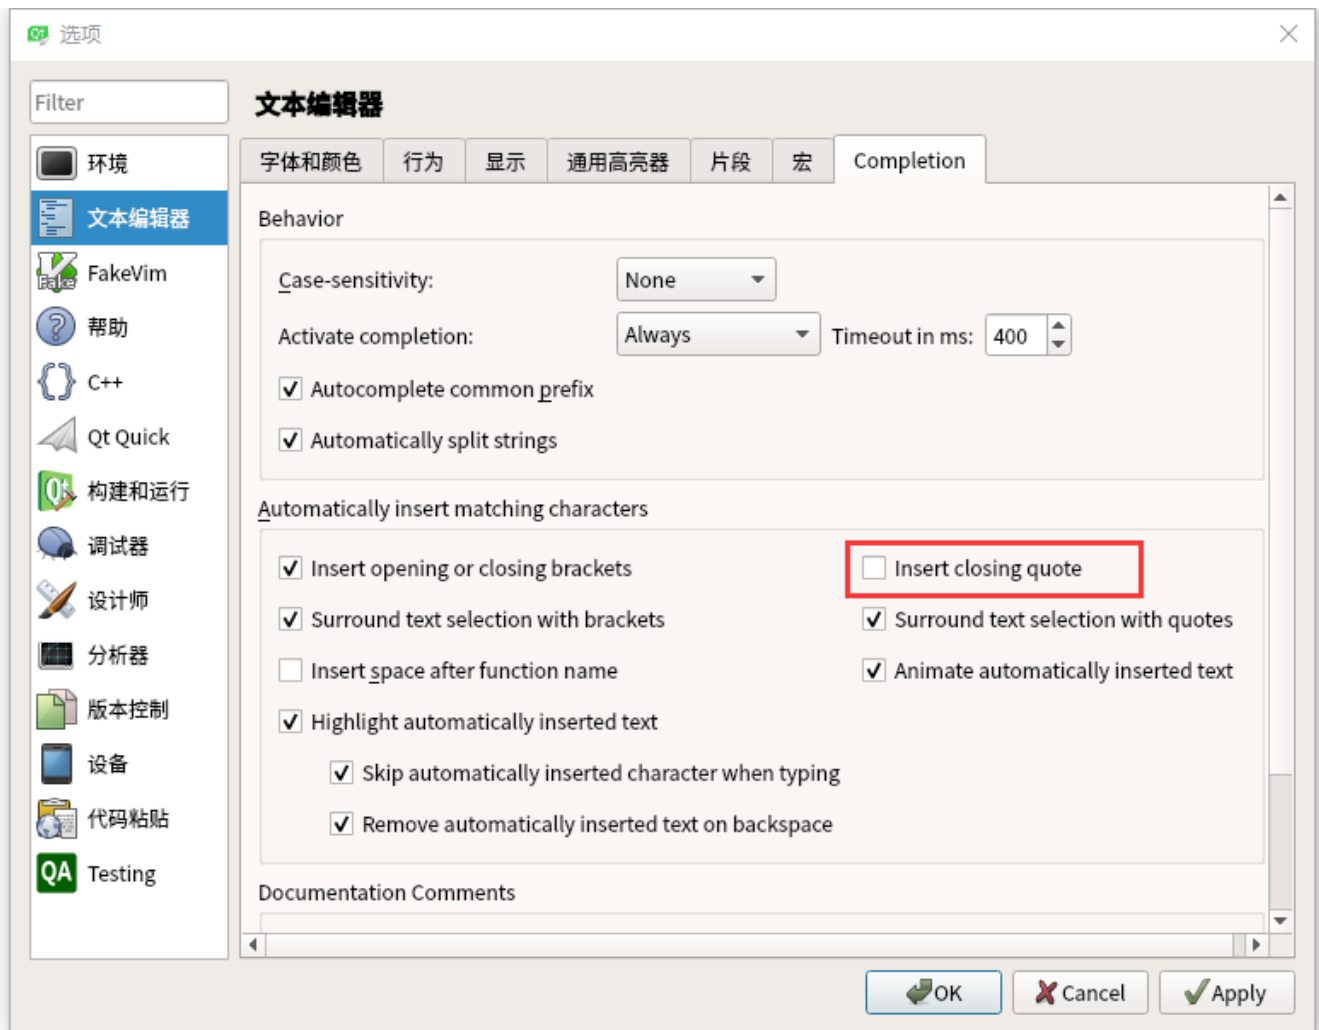 选项
Filter
文本编辑器
环境
文本编辑器
FakeVim
帮助
C++
Qt Quick
构建和运行
调试器
设计师
分析器
版本控制
设备
代码粘贴
QA Testing
字体和颜色 行为 显示 通用高亮器 片段 宏 Completion
Behavior
Case-sensitivity: None
Activate completion: Always Timeout in ms: 400
Autocomplete common prefix
Automatically split strings
Automatically insert matching characters
Insert opening or closing brackets Insert closing quote
Surround text selection with brackets Surround text selection with quotes
Insert space after function name Animate automatically inserted text
Highlight automatically inserted text
Skip automatically inserted character when typing
Remove automatically inserted text on backspace
Documentation Comments
OK Cancel Apply